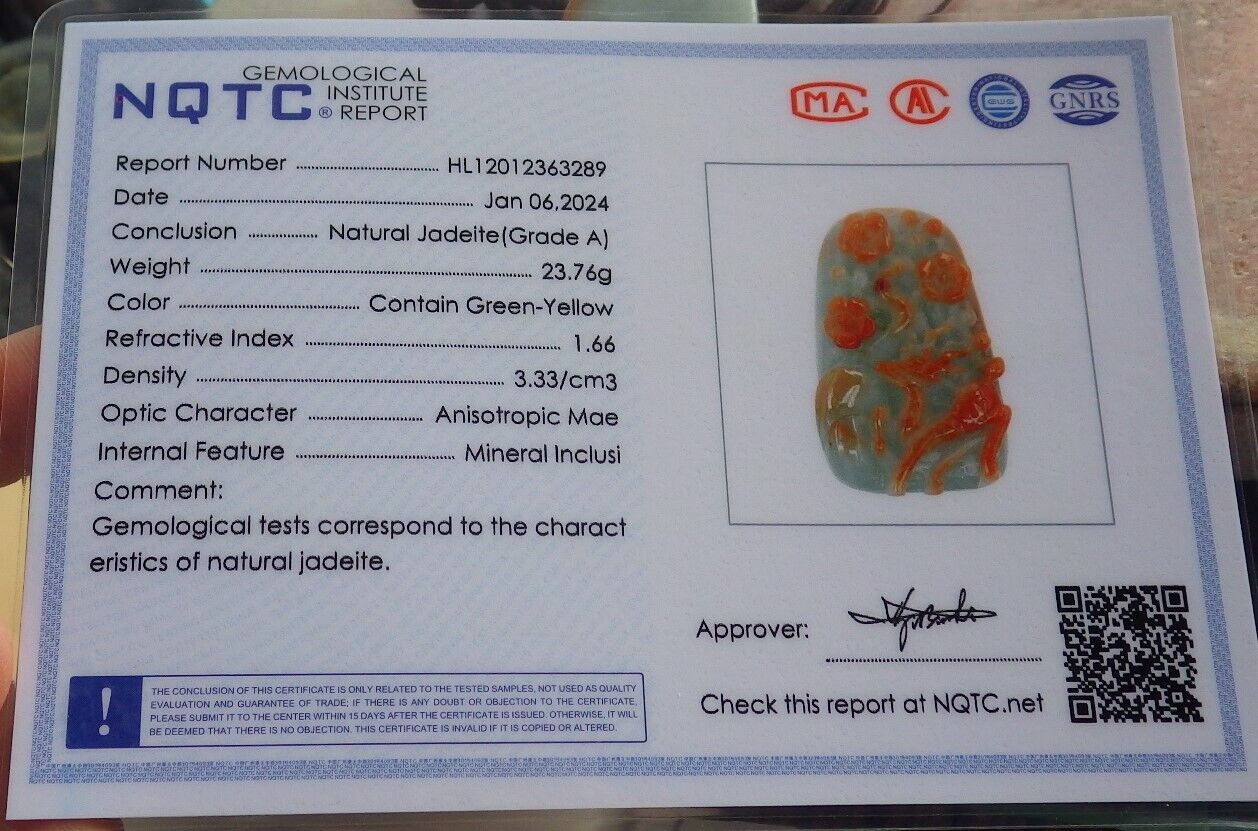 NQTC® GEMOLOGICAL
INSTITUTE
REPORT
MA
GWS
GNRS
Report Number ........................ HL12012363289
Date ........................ Jan 06,2024
Conclusion ........................ Natural Jadeite(Grade A)
Weight ........................ 23.76g
Color ........................ Contain Green-Yellow
Refractive Index ........................ 1.66
Density ........................ 3.33/cm3
Optic Character ........................ Anisotropic Mae
Internal Feature ........................ Mineral Inclusi
Comment:
Gemological tests correspond to the charact
eristics of natural jadeite.
Approver:
Check this report at NQTC.net
! THE CONCLUSION OF THIS CERTIFICATE IS ONLY RELATED TO THE TESTED SAMPLES, NOT USED AS QUALITY
EVALUATION AND GUARANTEE OF TRADE; IF THERE IS ANY DOUBT OR OBJECTION TO THE CERTIFICATE,
PLEASE SUBMIT IT TO THE CENTER WITHIN 15 DAYS AFTER THE CERTIFICATE IS ISSUED. OTHERWISE, IT WILL
BE DEEMED THAT THERE IS NO OBJECTION. THIS CERTIFICATE IS INVALID IF IT IS COPIED OR ALTERED.